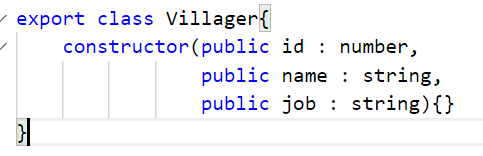 export class Villager{
    constructor(public id : number,
                public name : string,
                public job : string){}
}